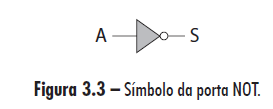 A S
Figura 3.3 – Símbolo da porta NOT.